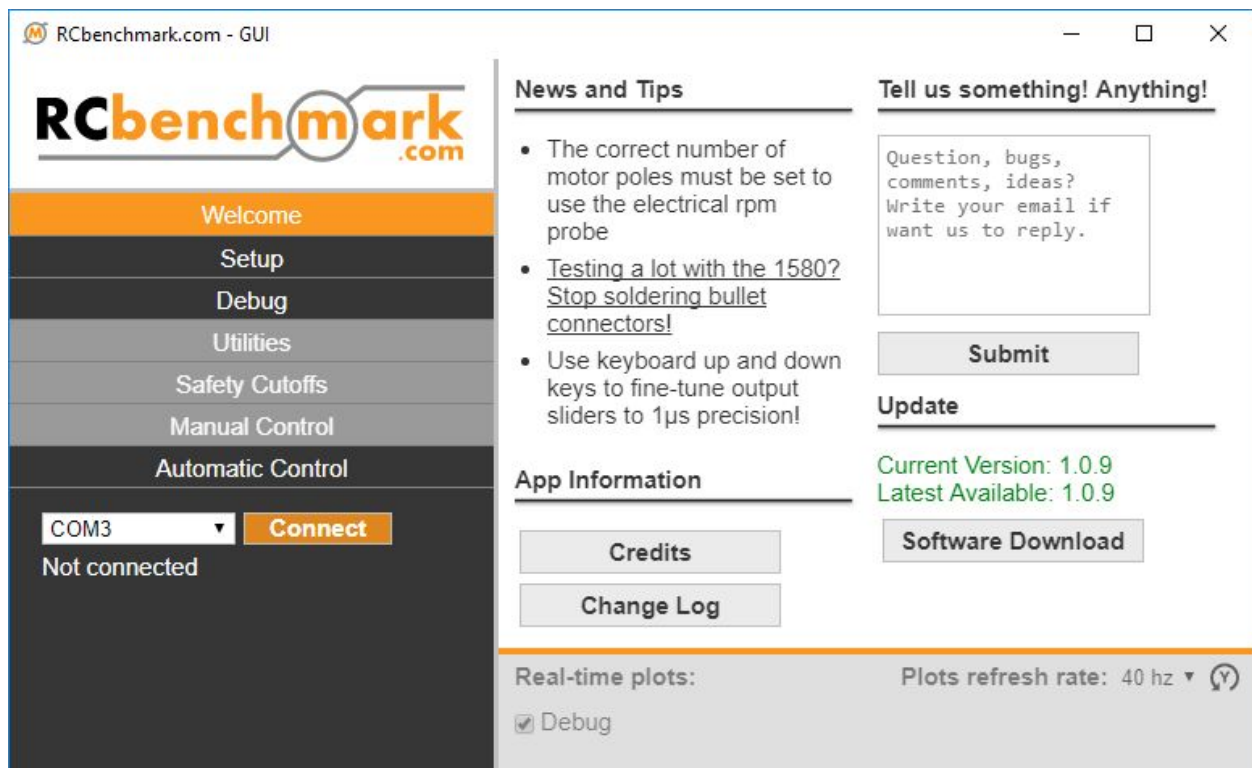 RCbenchmark.com - GUI
RCbenchmark
.com
Welcome
Setup
Debug
Utilities
Safety Cutoffs
Manual Control
Automatic Control
COM3
Connect
Not connected
News and Tips
The correct number of
motor poles must be set to
use the electrical rpm
probe
Testing a lot with the 1580?
Stop soldering bullet
connectors!
Use keyboard up and down
keys to fine-tune output
sliders to 1µs precision!
App Information
Credits
Change Log
Tell us something! Anything!
Question, bugs,
comments, ideas?
Write your email if
want us to reply.
Submit
Update
Current Version: 1.0.9
Latest Available: 1.0.9
Software Download
Real-time plots:
Plots refresh rate: 40 hz
Y
Debug